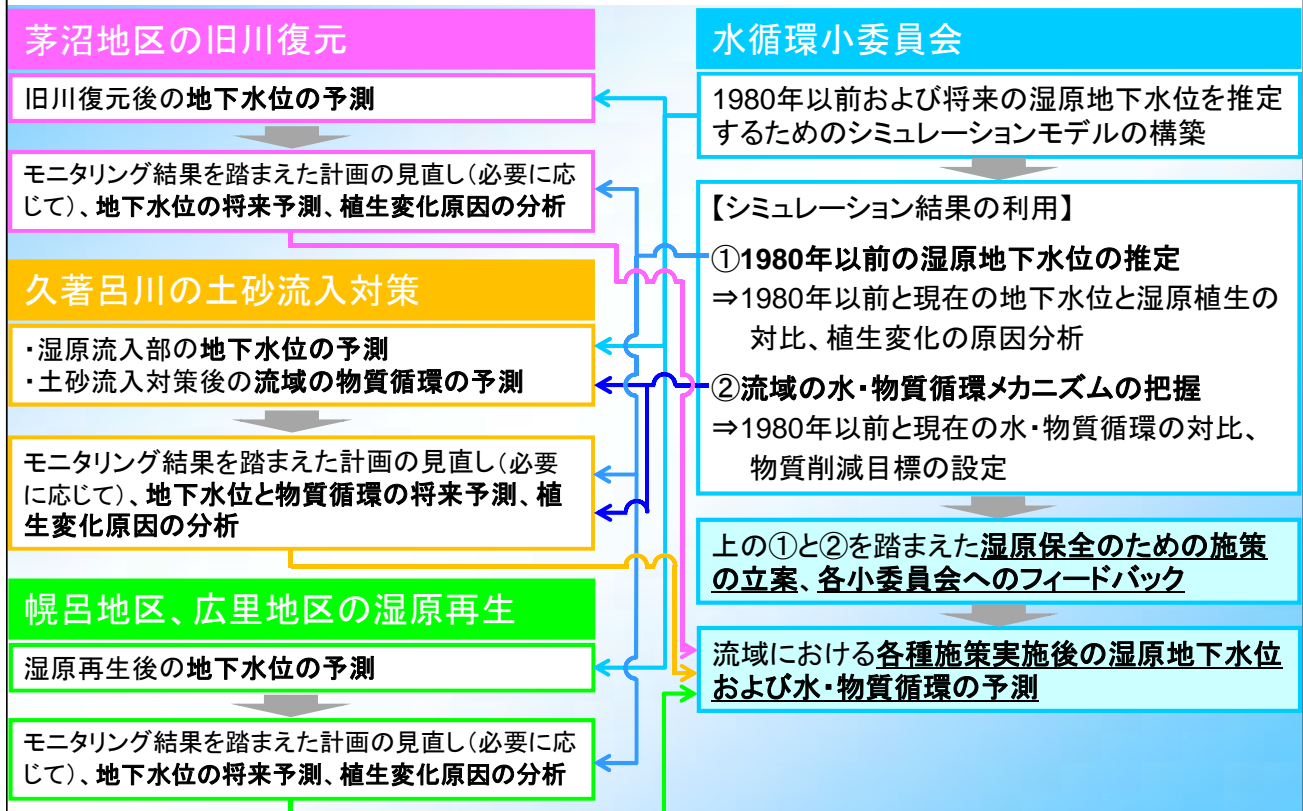 茅沼地区の旧川復元
旧川復元後の地下水位の予測
モニタリング結果を踏まえた計画の見直し(必要に応
じて)、地下水位の将来予測、植生変化原因の分析
久著呂川の土砂流入対策
・湿原流入部の地下水位の予測
・土砂流入対策後の流域の物質循環の予測
モニタリング結果を踏まえた計画の見直し(必要
に応じて)、地下水位と物質循環の将来予測、植
生変化原因の分析
幌呂地区、広里地区の湿原再生
湿原再生後の地下水位の予測
モニタリング結果を踏まえた計画の見直し(必要に応
じて)、地下水位の将来予測、植生変化原因の分析
水循環小委員会
1980年以前および将来の湿原地下水位を推定
するためのシミュレーションモデルの構築
【シミュレーション結果の利用】
①1980年以前の湿原地下水位の推定
⇒1980年以前と現在の地下水位と湿原植生の
対比、植生変化の原因分析
②流域の水・物質循環メカニズムの把握
⇒1980年以前と現在の水・物質循環の対比、
物質削減目標の設定
上の①と②を踏まえた湿原保全のための施策
の立案、各小委員会へのフィードバック
流域における各種施策実施後の湿原地下水位
および水・物質循環の予測